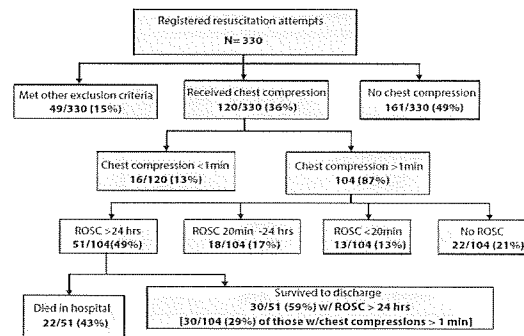 Registered resuscitation attempts
N= 330
Met other exclusion criteria
49/330 (15%)
Received chest compression
120/330 (36%)
No chest compression
161/330 (49%)
Chest compression <1min
16/120 (13%)
Chest compression >1min
104 (87%)
ROSC >24 hrs
51/104(49%)
ROSC 20min -24 hrs
18/104 (17%)
ROSC <20min
13/104 (13%)
No ROSC
22/104 (21%)
Died in hospital
22/51 (43%)
Survived to discharge
30/51 (59%) w/ROSC > 24 hrs
[30/104 (29%) of those w/chest compressions > 1 min]